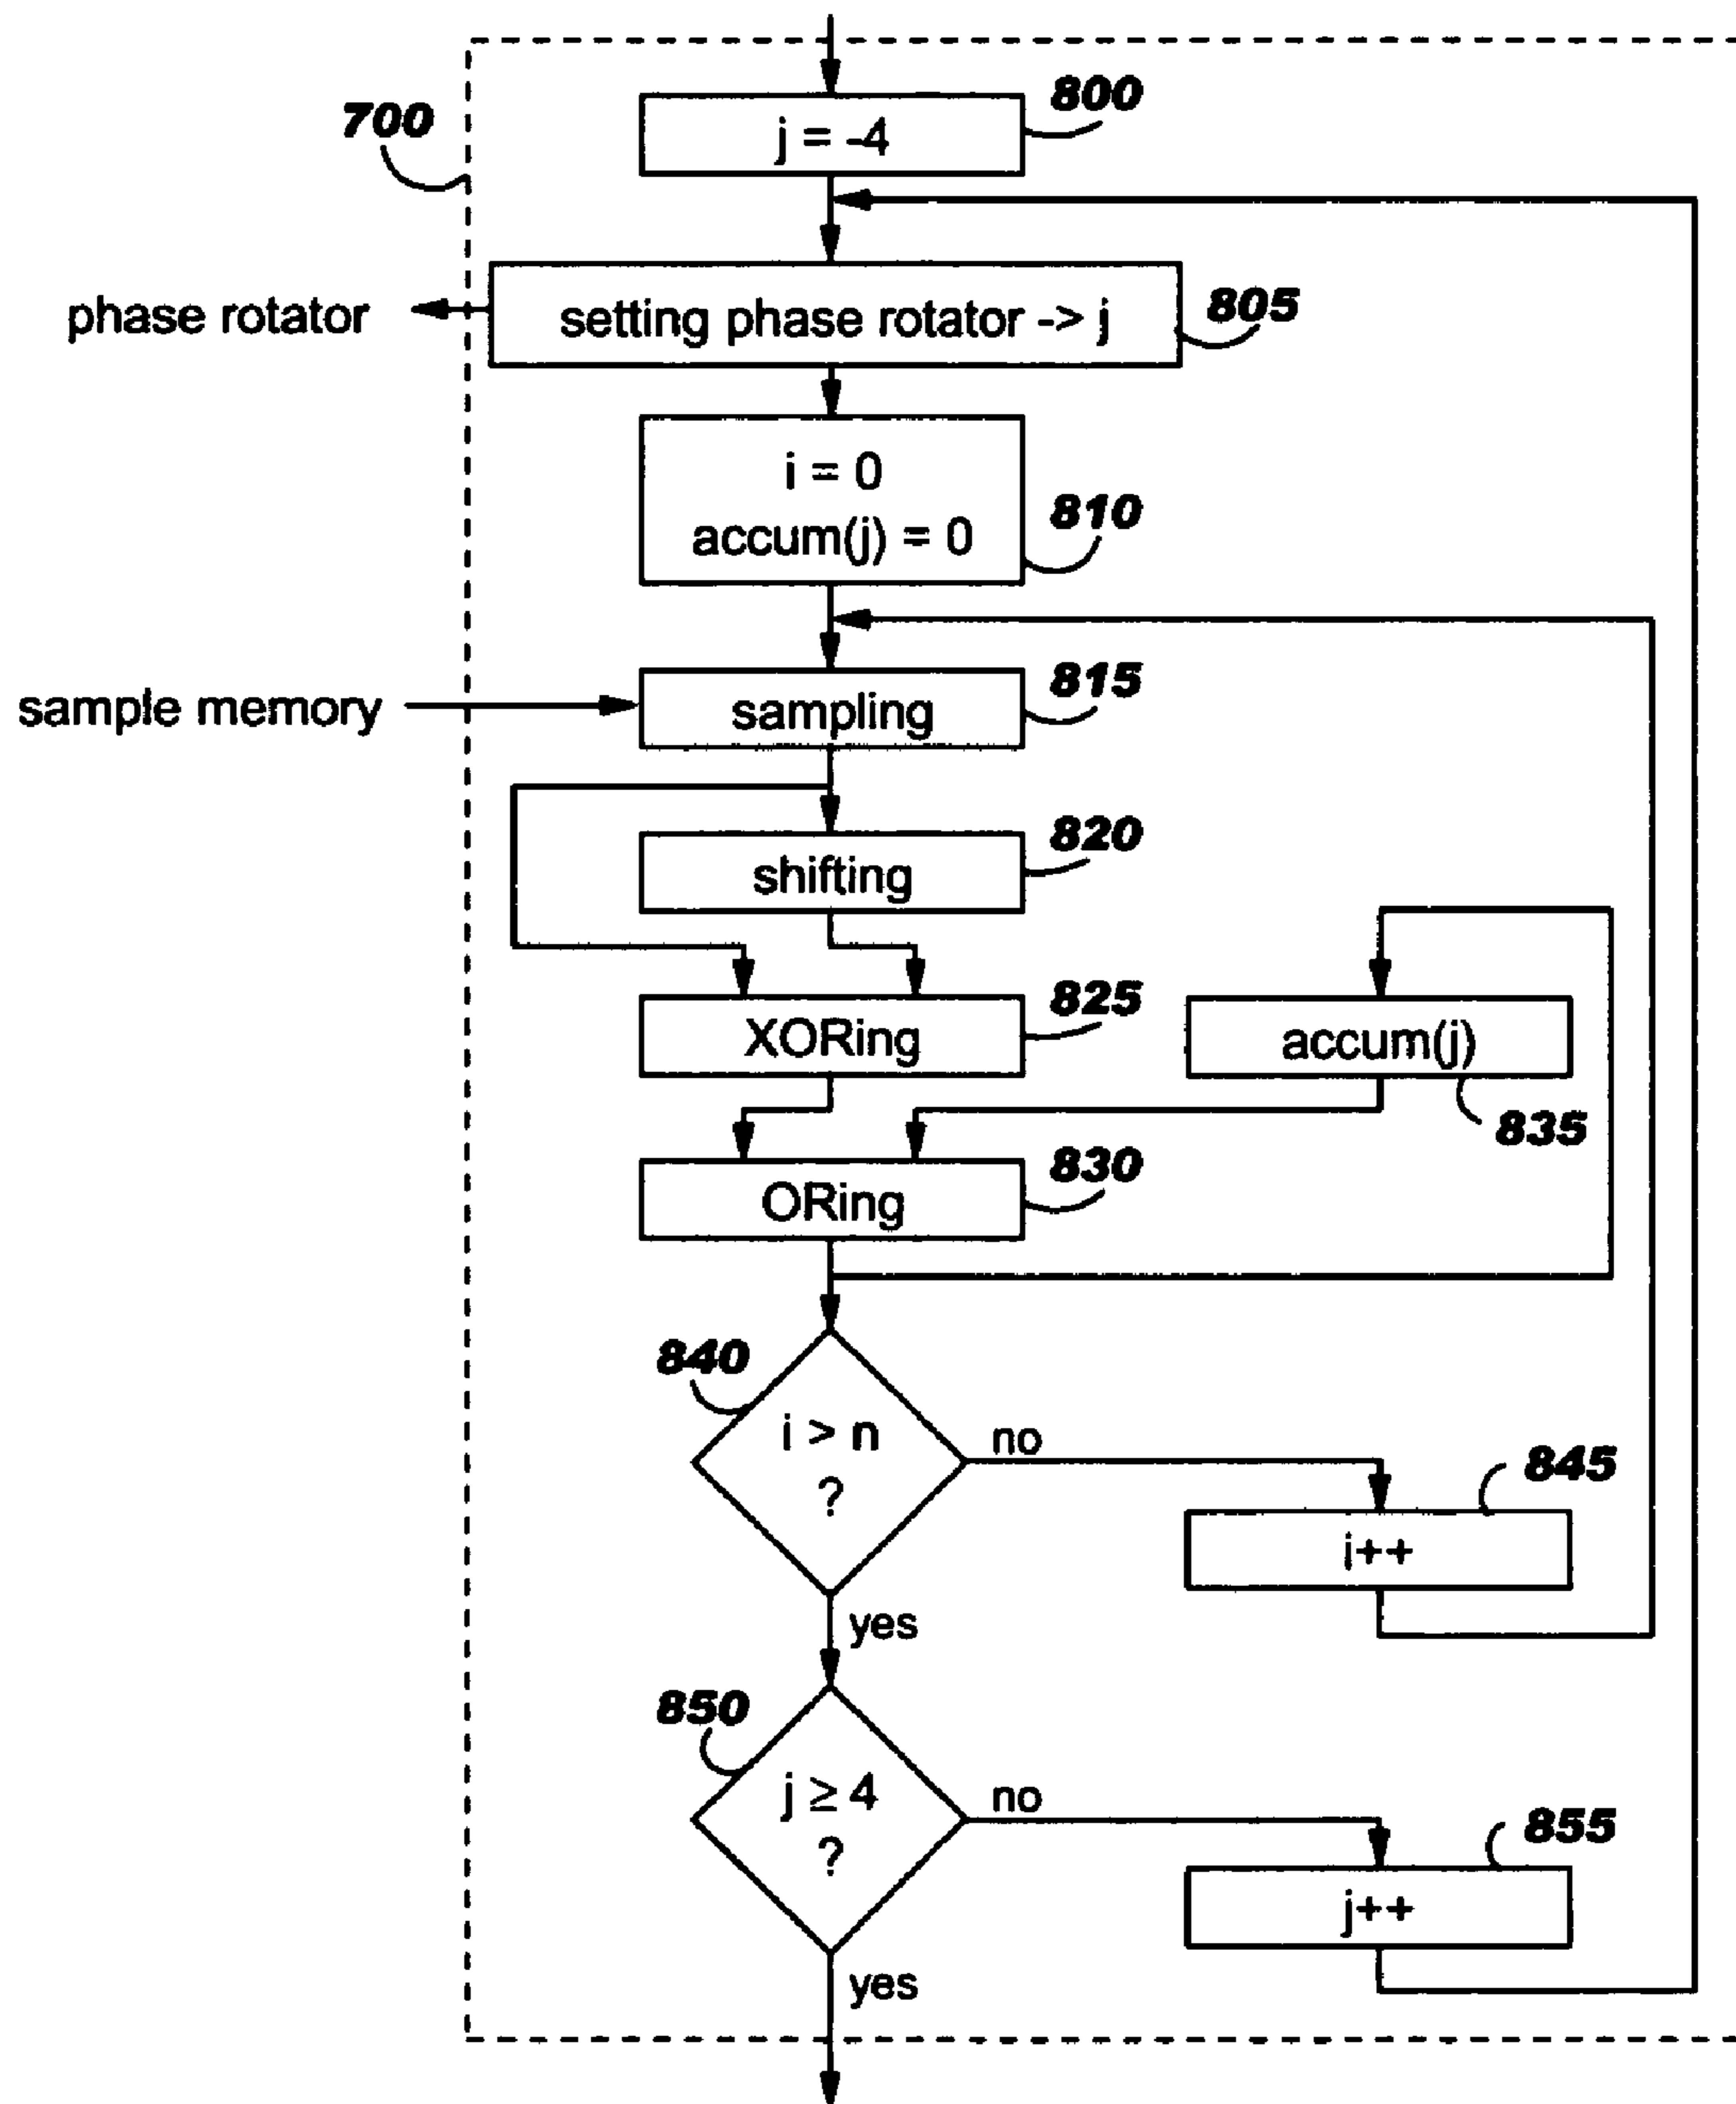 700
j = -4
800
phase rotator
setting phase rotator -> j
805
i = 0
accum(j) = 0
810
sample memory
sampling
815
shifting
820
XORing
825
accum(j)
835
ORing
830
840
i > n
?
no
845
i++
yes
850
j ≥ 4
?
no
855
j++
yes